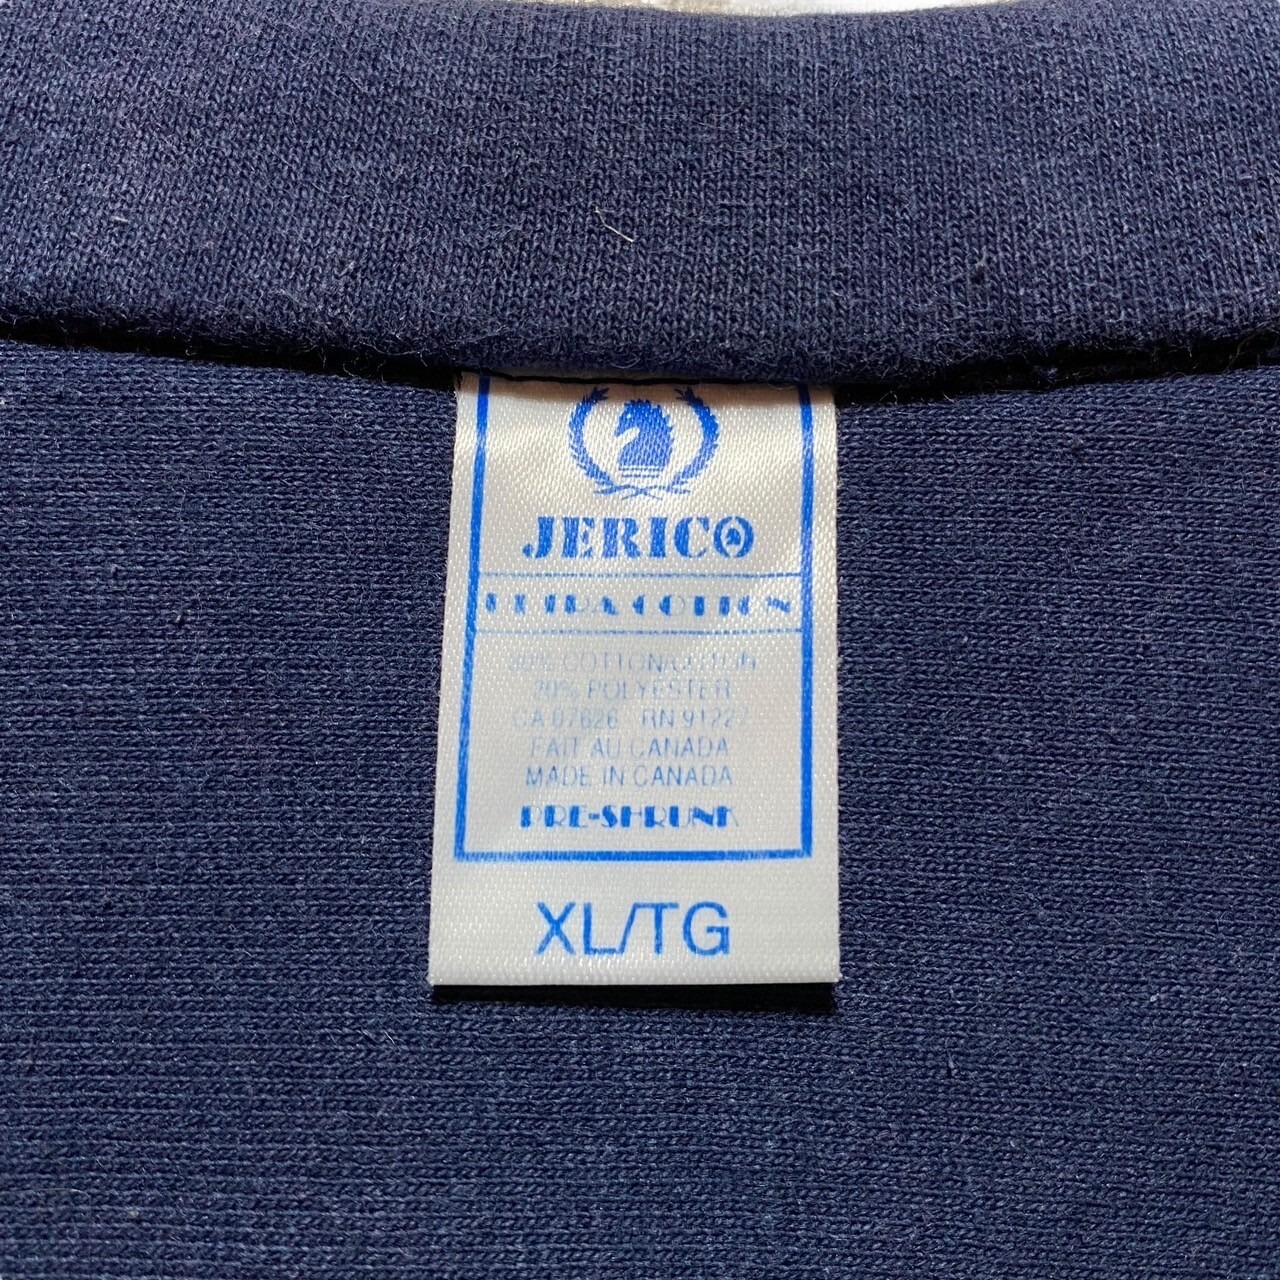 JERICO
ULTRA COTTON
80% COTTON/COTON
20% POLYESTER
CA 07626 RN 91227
FAIT AU CANADA
MADE IN CANADA
PRE-SHRUNK
XL/TG